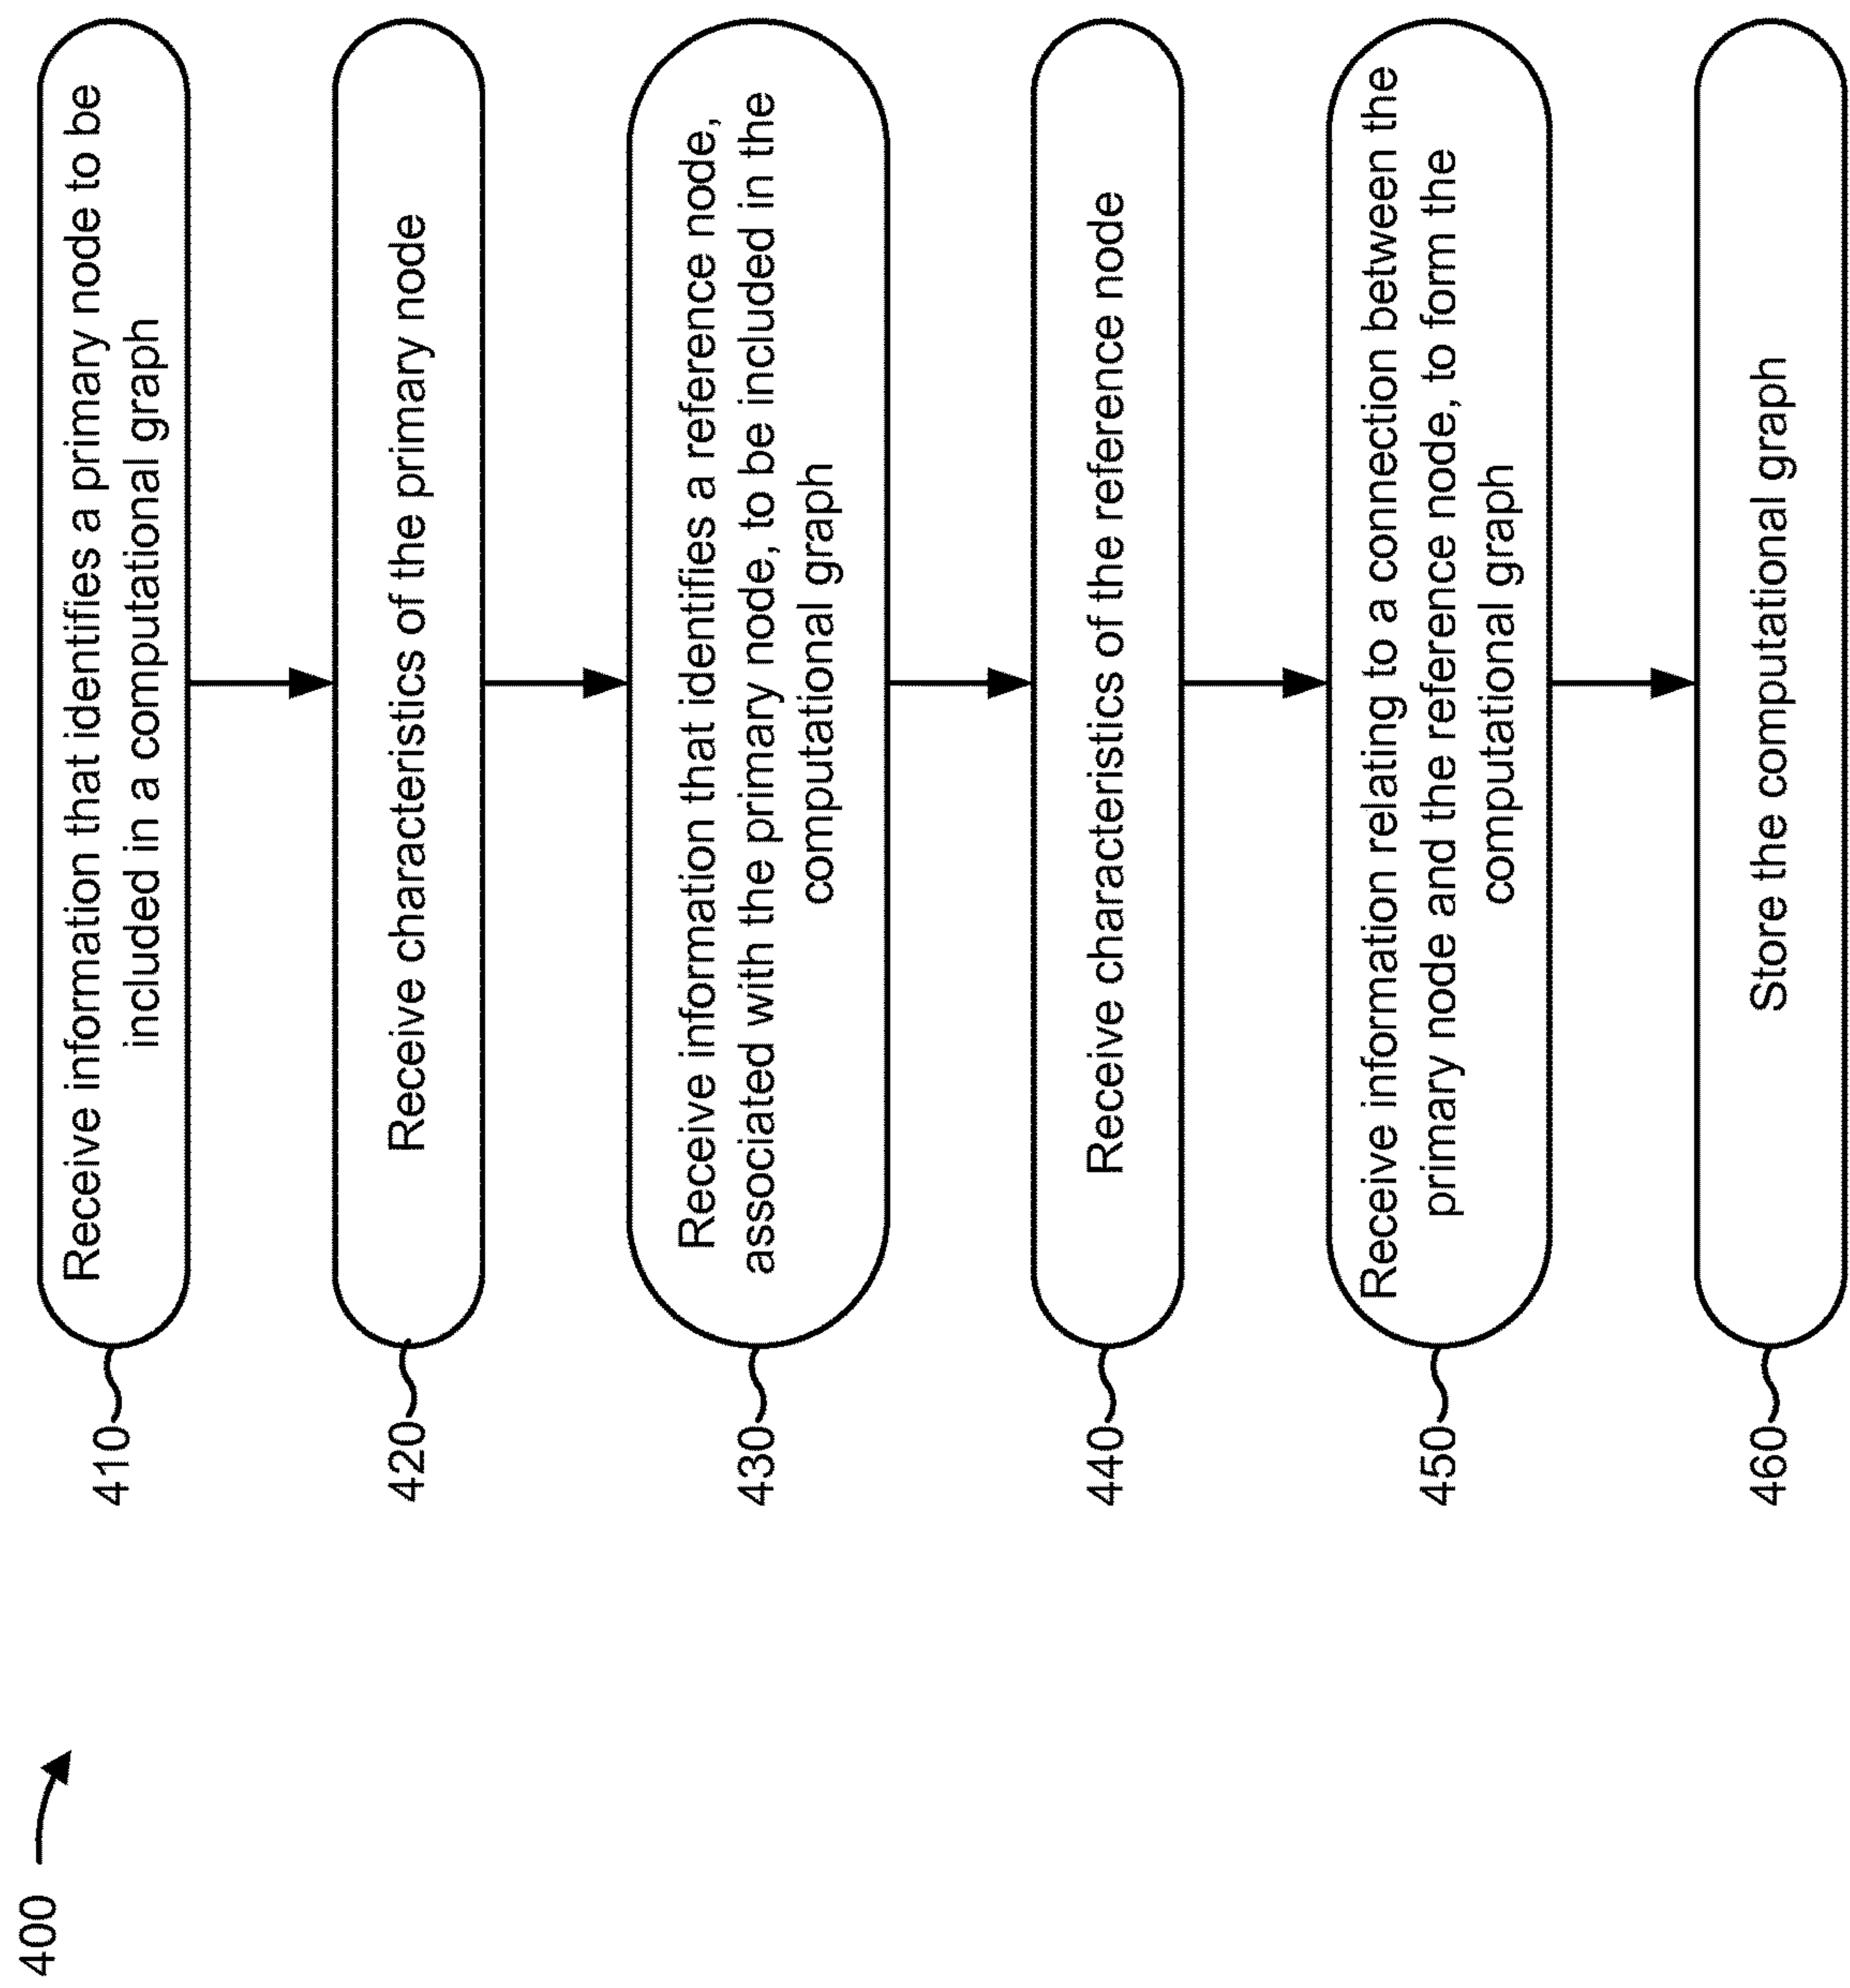 400
410
Receive information that identifies a primary node to be
included in a computational graph
420
Receive characteristics of the primary node
430
Receive information that identifies a reference node,
associated with the primary node, to be included in the
computational graph
440
Receive characteristics of the reference node
450
Receive information relating to a connection between the
primary node and the reference node, to form the
computational graph
460
Store the computational graph